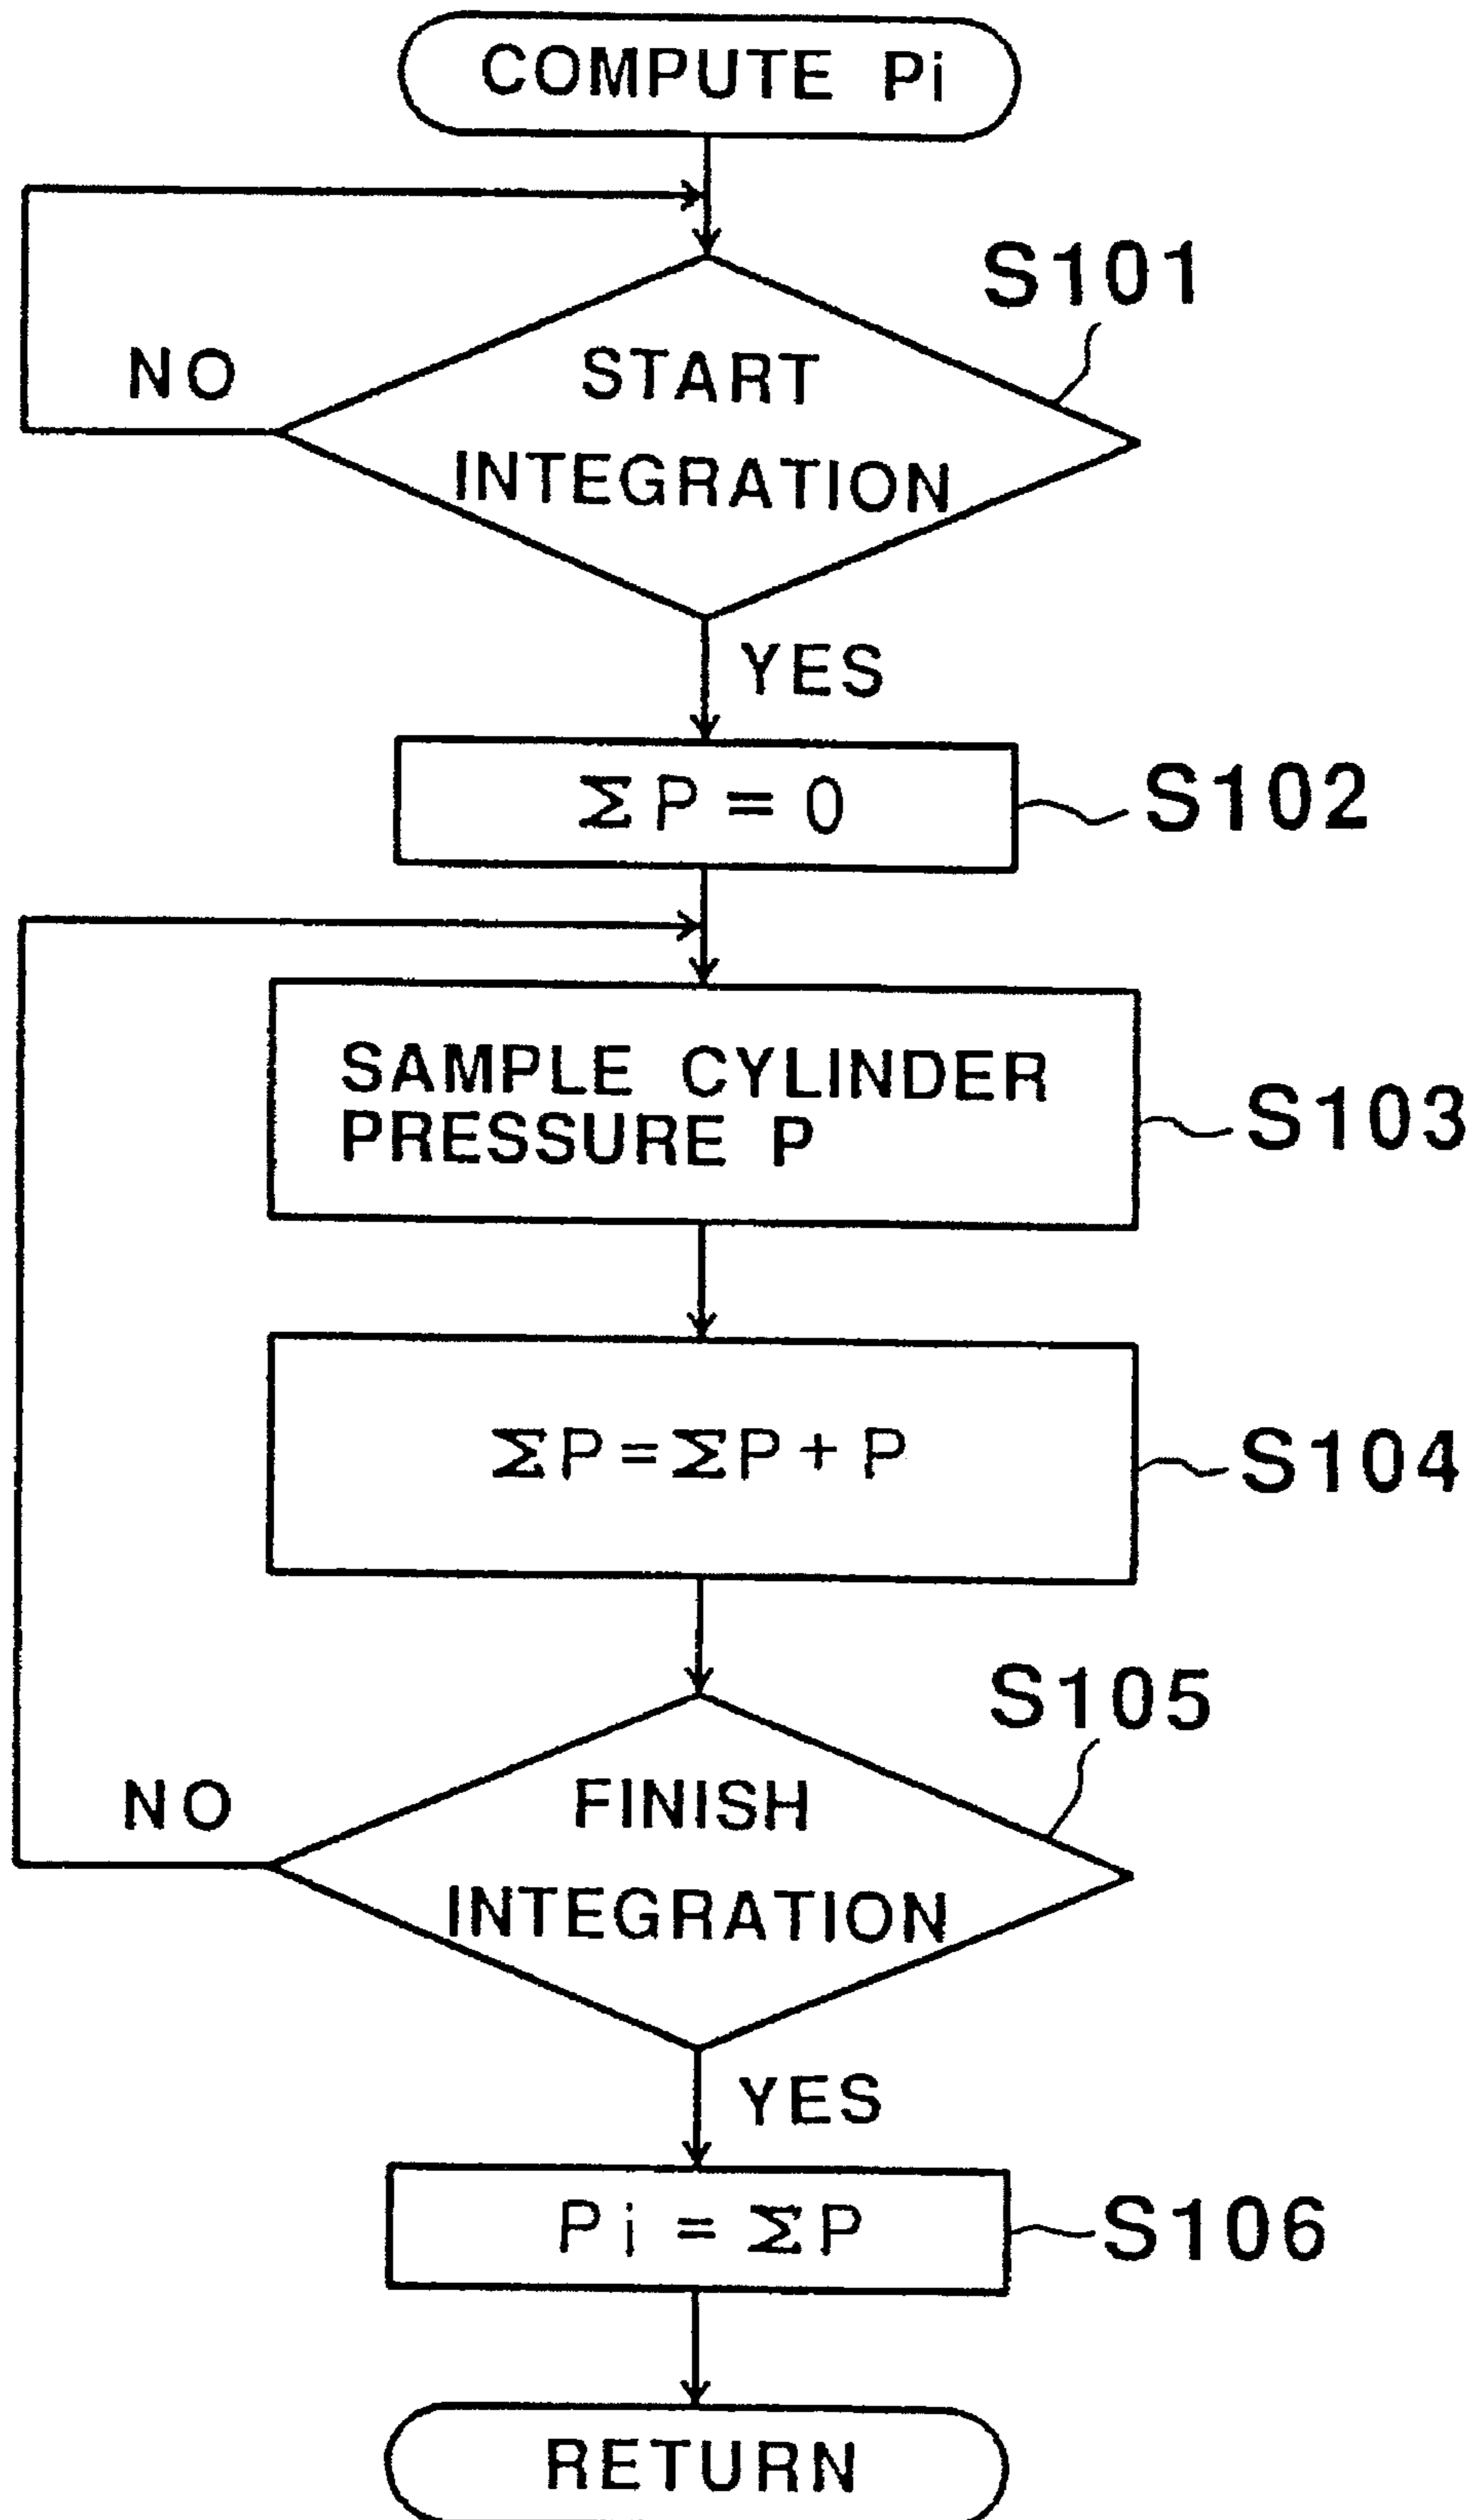 COMPUTE Pi
S101
NO
START
INTEGRATION
YES
ΣP=0
S102
SAMPLE CYLINDER
PRESSURE P
S103
ΣP=ΣP+P
S104
S105
NO
FINISH
INTEGRATION
YES
Pi=ΣP
S106
RETURN